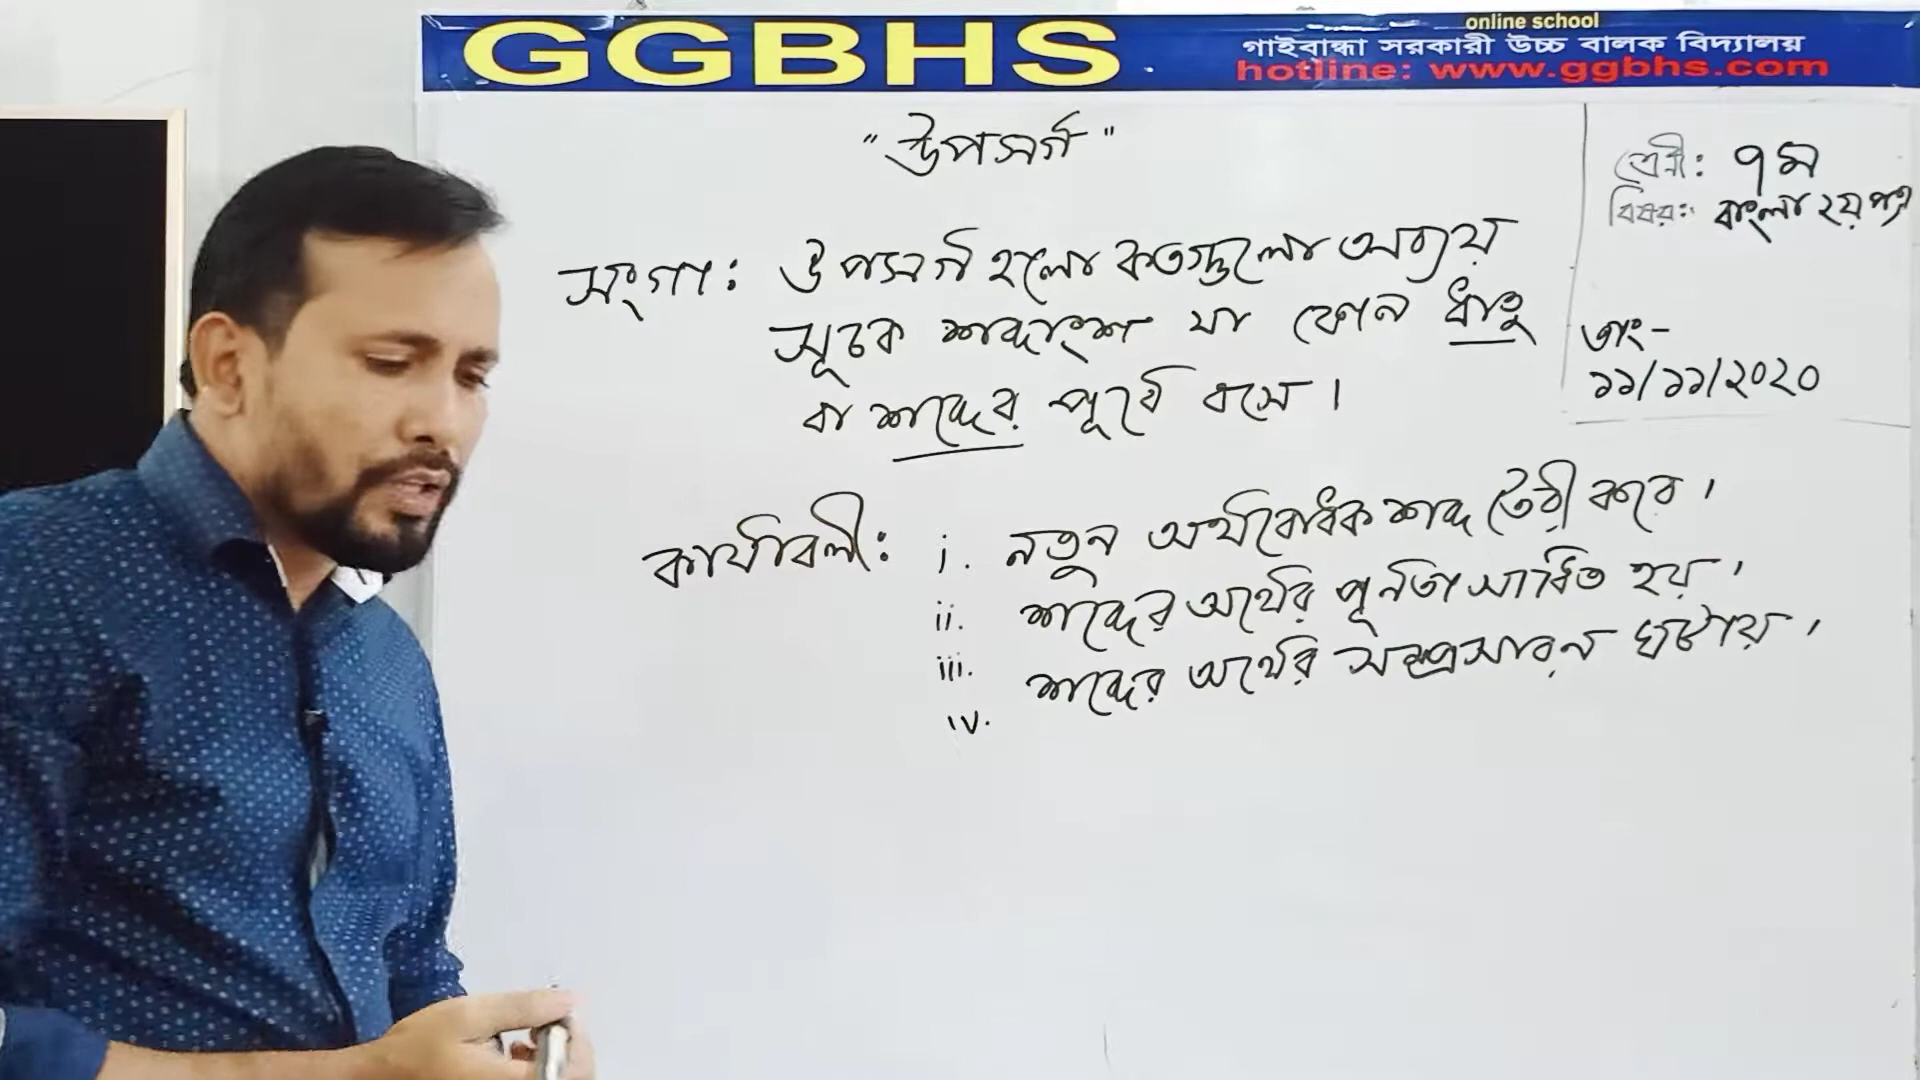 GGBHS
online school
গাইবান্ধা সরকারী উচ্চ বালক বিদ্যালয়
hotline: www.ggbhs.com
"উপসর্গ"
শ্রেনী: ৭ম
বিষয়: বাংলা ২য় পত্র
তাং-
১১/১১/২০২০
সংগা: উপসর্গ হলো কতগুলো অব্যয়
সূচক শব্দাংশ যা কোন ধাতু
বা শব্দের পূর্বে বসে।
কার্যাবলী: i. নতুন অর্থবোধক শব্দ তৈরী করে।
ii. শব্দের অর্থের পূর্নতা সাধিত হয়।
iii. শব্দের অর্থের সম্প্রসারন ঘটায়।
iv.